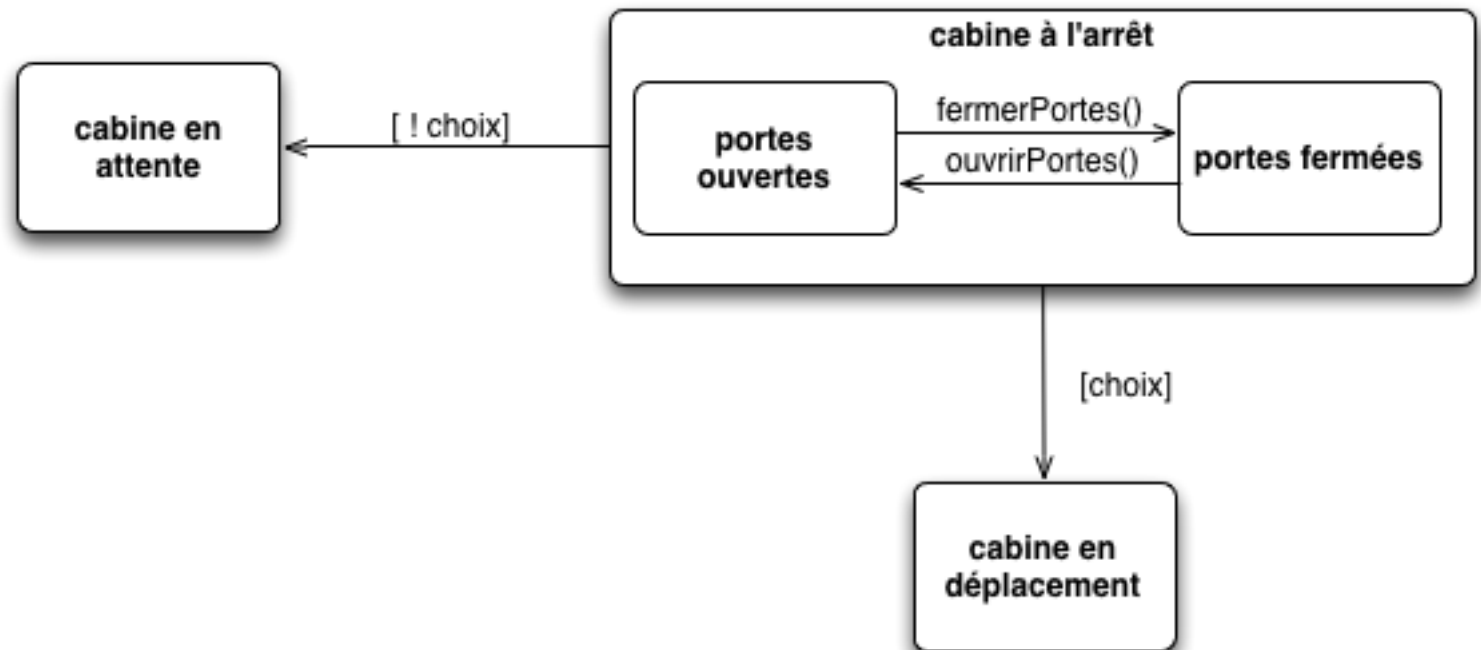 cabine à l'arrêt
cabine en
attente
[ ! choix]
portes
ouvertes
fermerPortes()
ouvrirPortes()
portes fermées
[choix]
cabine en
déplacement